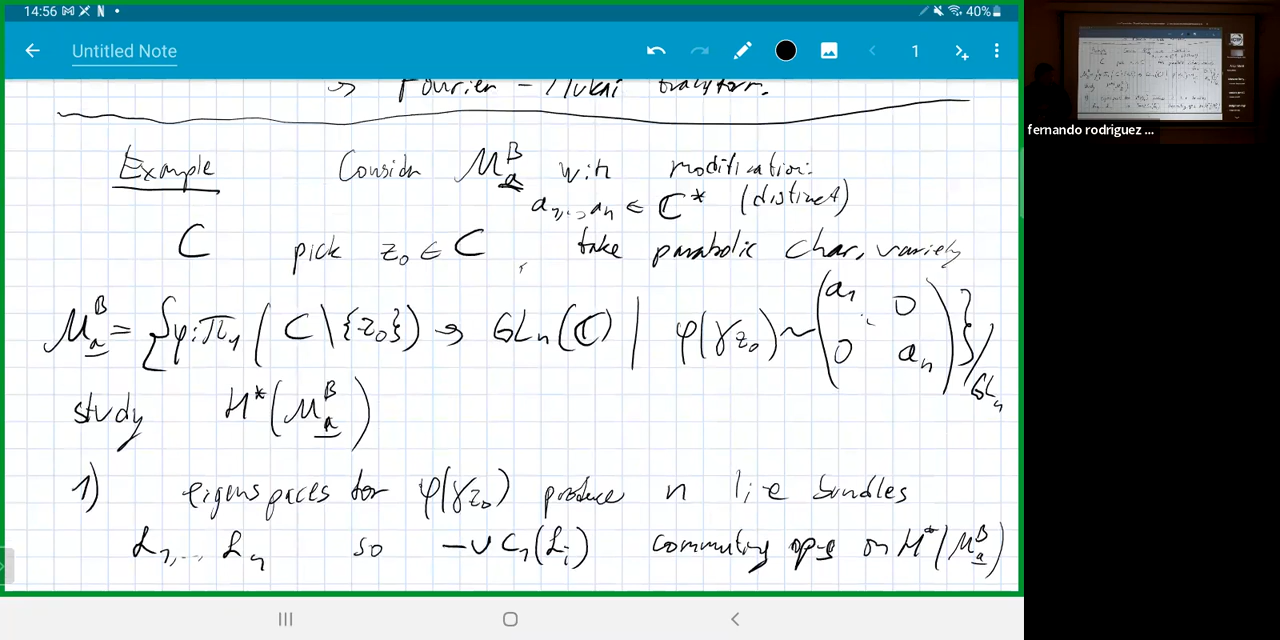 14:56
40%
Untitled Note
1
→ Fourier - Mukai transform.
Example Consider M^B_a with modification:
a_1, .., a_n ∈ ℂ* (distinct)
C pick z_0 ∈ C, take parabolic char. variety
M^B_a = {φ: π_1 (C \ {z_0}) → GL_n(ℂ) | φ(γ_{z_0}) ~ (a_1 0 ⋱ 0 a_n)} / GL_n
study H*(M^B_a)
1) eigenspaces for φ(γ_{z_0}) produce n line bundles
L_1, ... L_n so - ∪ c_1(L_i) commuting ops on H*(M^B_a)
fernando rodriguez ...